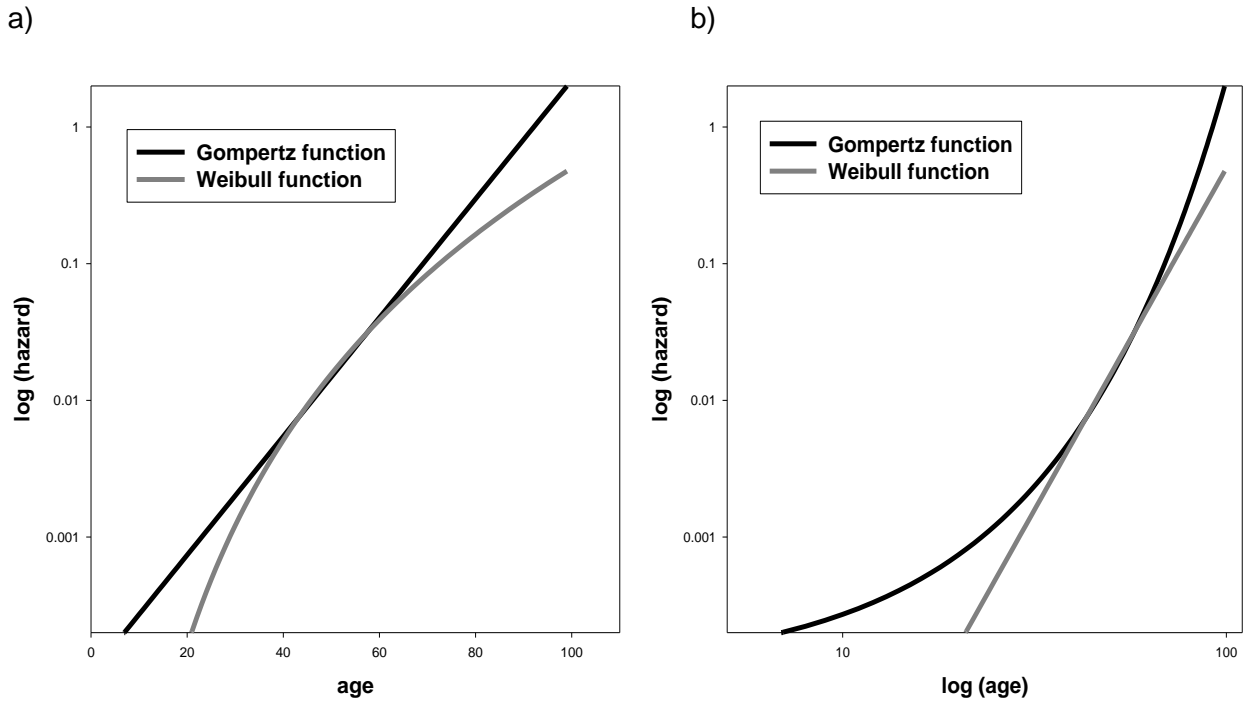 a)
b)
Gompertz function
Weibull function
log (hazard)
1
0.1
0.01
0.001
0 20 40 60 80 100
age
Gompertz function
Weibull function
log (hazard)
1
0.1
0.01
0.001
10 100
log (age)